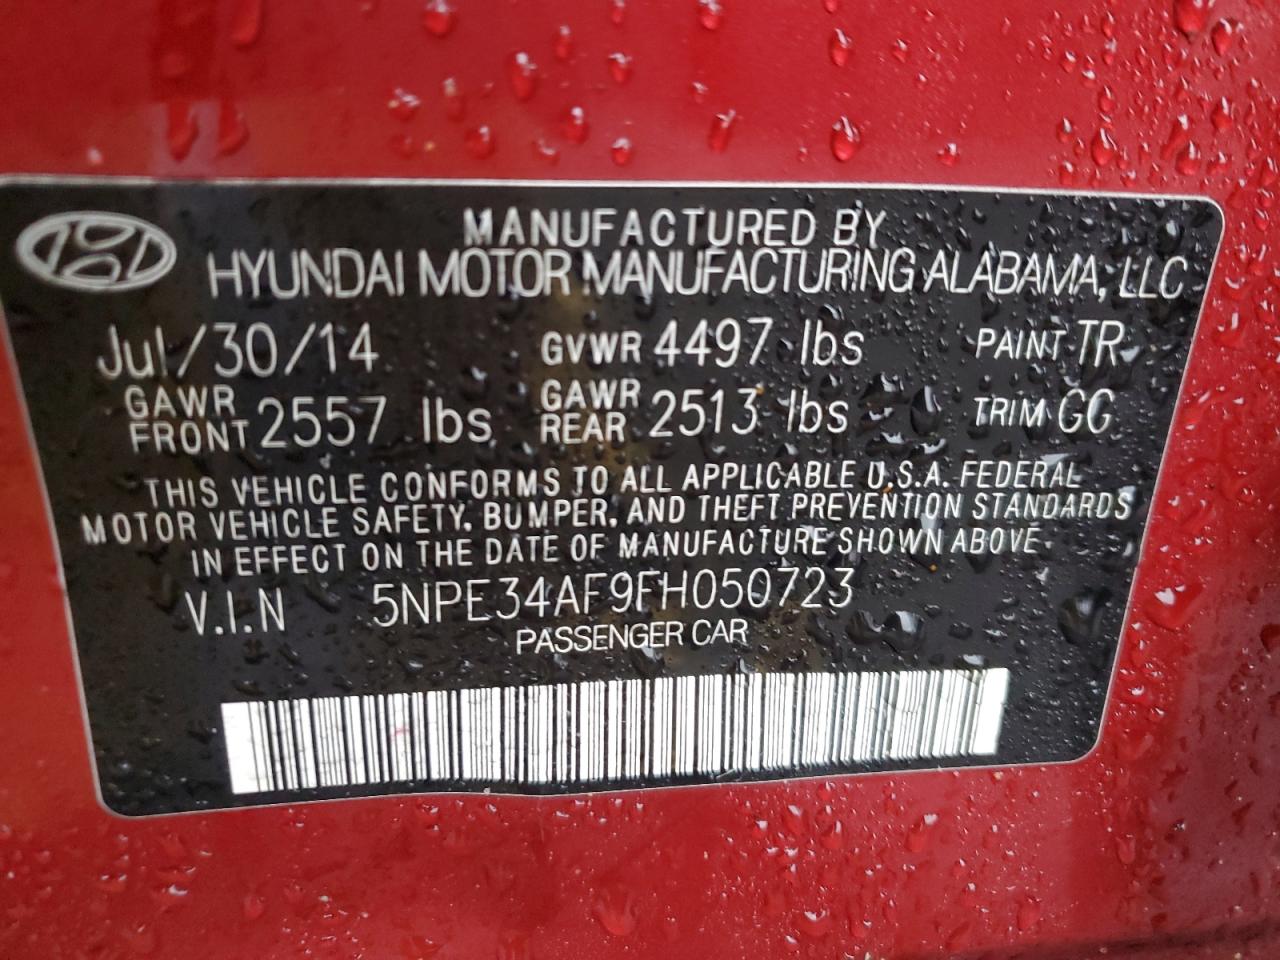 MANUFACTURED BY
HYUNDAI MOTOR MANUFACTURING ALABAMA, LLC
Jul/30/14 GVWR 4497 lbs PAINT TR
GAWR FRONT 2557 lbs GAWR REAR 2513 lbs TRIM GG
THIS VEHICLE CONFORMS TO ALL APPLICABLE U.S.A. FEDERAL
MOTOR VEHICLE SAFETY, BUMPER, AND THEFT PREVENTION STANDARDS
IN EFFECT ON THE DATE OF MANUFACTURE SHOWN ABOVE
V.I.N 5NPE34AF9FH050723
PASSENGER CAR